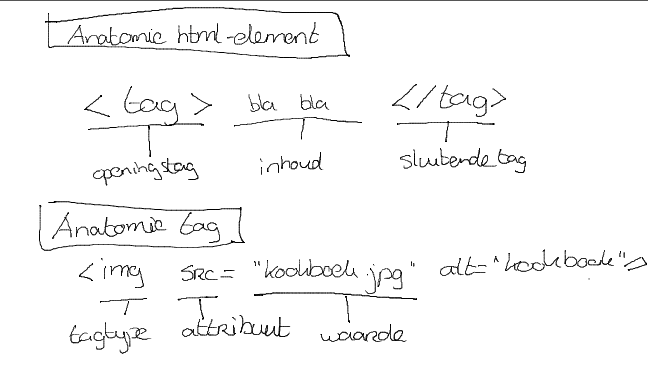 Anatomie html-element
<tag> bla bla </tag>
openingstag inhoud sluitende tag
Anatomie tag
<img src= "kookboek.jpg" alt="kookboek">
tagtype attribuut waarde